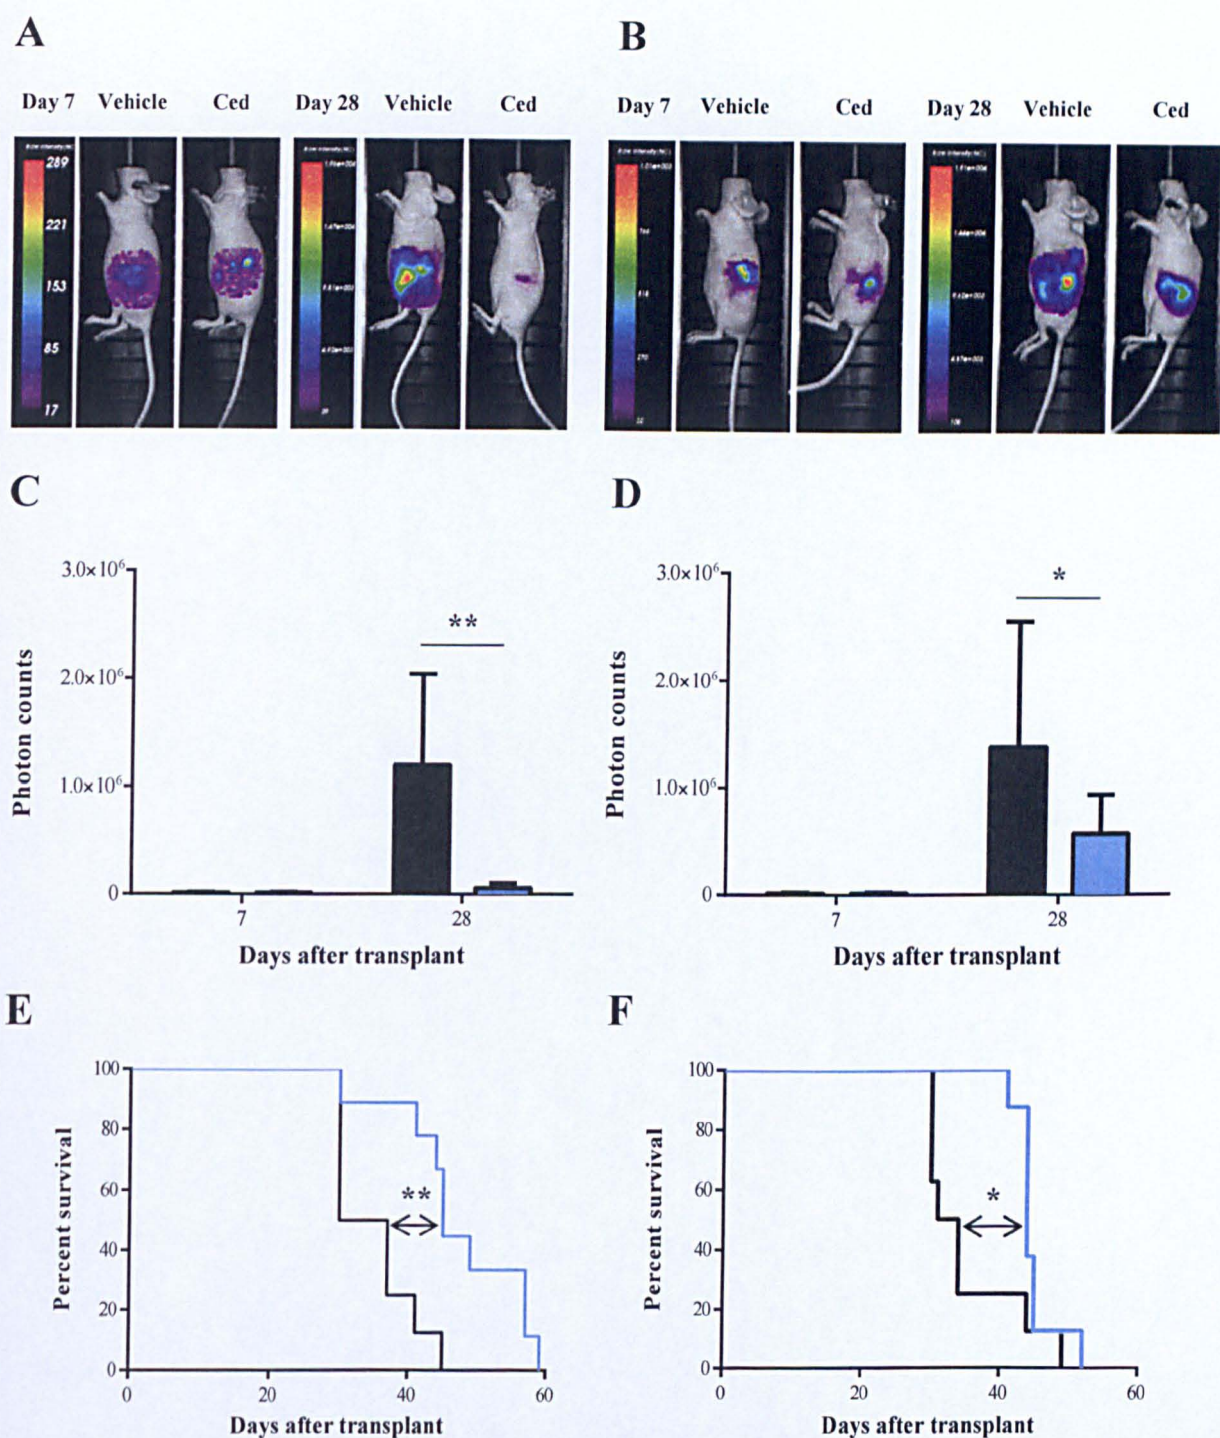 A
B
Day 7 Vehicle Ced Day 28 Vehicle Ced
Day 7 Vehicle Ced Day 28 Vehicle Ced
289
221
153
85
17
C
D
3.0×10⁶
2.0×10⁶
1.0×10⁶
0
Photon counts
**
7 28
Days after transplant
3.0×10⁶
2.0×10⁶
1.0×10⁶
0
Photon counts
*
7 28
Days after transplant
E
F
100
80
60
40
20
0
Percent survival
**
0 20 40 60
Days after transplant
100
80
60
40
20
0
Percent survival
*
0 20 40 60
Days after transplant